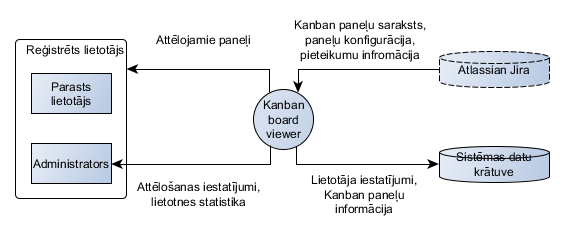 Reģistrēts lietotājs
Parasts
lietotājs
Administrators
Attēlojamie paneļi
Attēlošanas iestatījumi,
lietotnes statistika
Kanban
board
viewer
Kanban paneļu saraksts,
paneļu konfigurācija,
pieteikumu infromācija
Lietotāja iestatījumi,
Kanban paneļu
informācija
Atlassian Jira
Sistēmas datu
krātuve